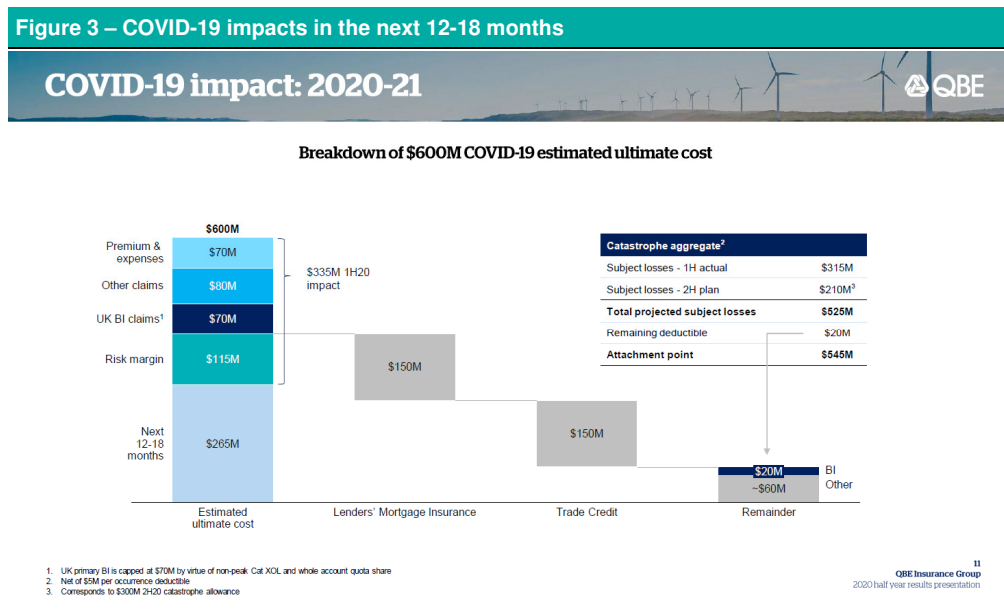 Figure 3 – COVID-19 impacts in the next 12-18 months
COVID-19 impact: 2020-21
QBE
Breakdown of $600M COVID-19 estimated ultimate cost
$600M
Premium &
expenses
$70M
Other claims
$80M
UK BI claims¹
$70M
Risk margin
$115M
Next
12-18
months
$265M
$335M 1H20
impact
$150M
$150M
$20M
~$60M
BI
Other
Estimated
ultimate cost
Lenders' Mortgage Insurance
Trade Credit
Remainder
Catastrophe aggregate²
Subject losses - 1H actual $315M
Subject losses - 2H plan $210M³
Total projected subject losses $525M
Remaining deductible $20M
Attachment point $545M
1. UK primary BI is capped at $70M by virtue of non-peak Cat XOL and whole account quota share
2. Net of $5M per occurrence deductible
3. Corresponds to $300M 2H20 catastrophe allowance
11
QBE Insurance Group
2020 half year results presentation